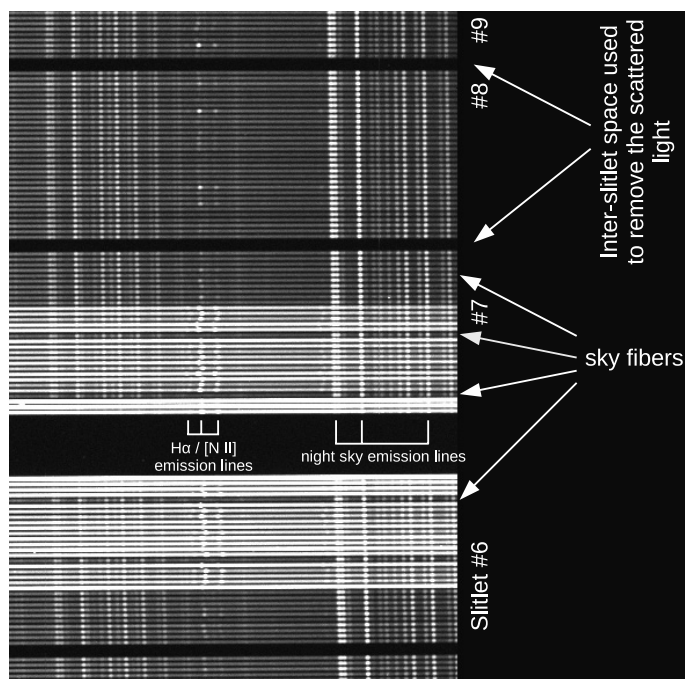 #9
#8
Inter-slitlet space used
to remove the scattered
light
#7
sky fibers
Hα / [N II]
emission lines
night sky emission lines
Slitlet #6